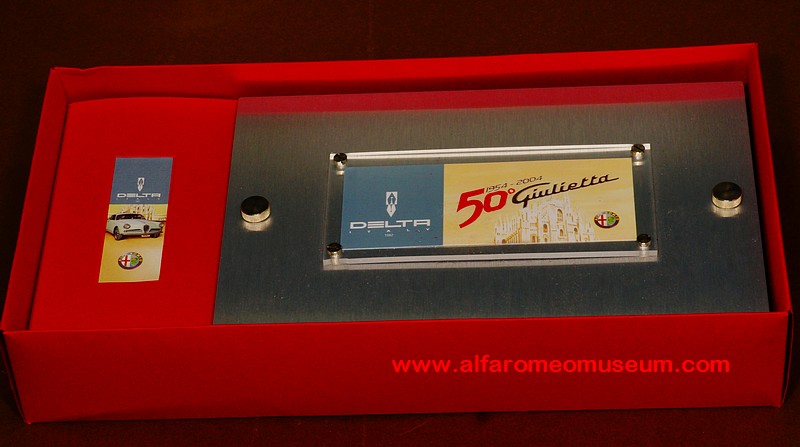 DELTA
DELTA
ITALY
1954 - 2004
50° Giulietta
www.alfaromeomuseum.com